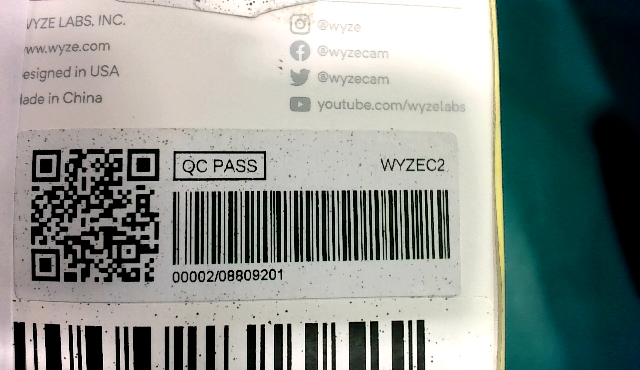 WYZE LABS, INC.
www.wyze.com
esigned in USA
ade in China
@wyze
@wyzecam
@wyzecam
youtube.com/wyzelabs
QC PASS
WYZEC2
00002/08809201